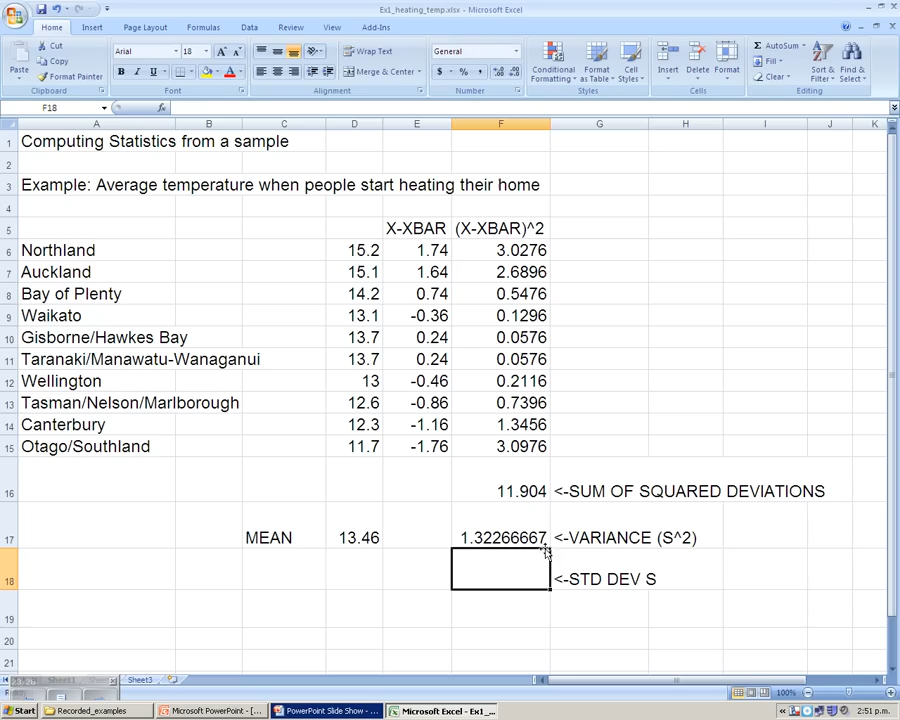 Ex1_heating_temp.xlsx - Microsoft Excel
Home Insert Page Layout Formulas Data Review View Add-Ins
Cut Arial 18 Wrap Text General AutoSum
Copy
Paste Format Painter B I U Merge & Center $ % , Conditional Formatting Format as Table Cell Styles Insert Delete Format Fill Clear Sort & Filter Find & Select
Clipboard Font Alignment Number Styles Cells Editing
F18 fx
A B C D E F G H I J K
1 Computing Statistics from a sample
2
3 Example: Average temperature when people start heating their home
4
5 X-XBAR (X-XBAR)^2
6 Northland 15.2 1.74 3.0276
7 Auckland 15.1 1.64 2.6896
8 Bay of Plenty 14.2 0.74 0.5476
9 Waikato 13.1 -0.36 0.1296
10 Gisborne/Hawkes Bay 13.7 0.24 0.0576
11 Taranaki/Manawatu-Wanaganui 13.7 0.24 0.0576
12 Wellington 13 -0.46 0.2116
13 Tasman/Nelson/Marlborough 12.6 -0.86 0.7396
14 Canterbury 12.3 -1.16 1.3456
15 Otago/Southland 11.7 -1.76 3.0976
16 11.904 <-SUM OF SQUARED DEVIATIONS
17 MEAN 13.46 1.32266667 <-VARIANCE (S^2)
18 <-STD DEV S
19
20
21
Sheet1 Sheet3
100%
Start Recorded_examples Microsoft PowerPoint - [... PowerPoint Slide Show - ... Microsoft Excel - Ex1_... 2:51 p.m.